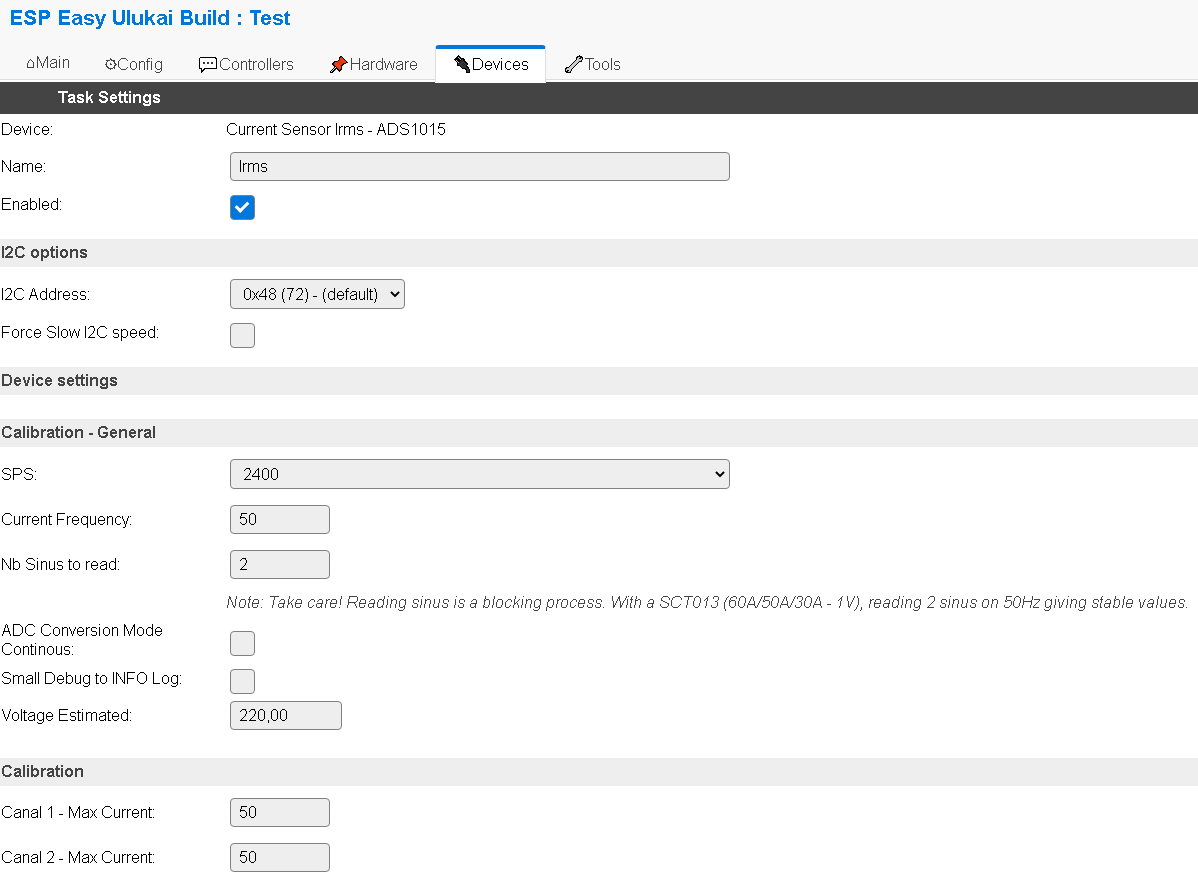 ESP Easy Ulukai Build : Test
Main Config Controllers Hardware Devices Tools
Task Settings
Device: Current Sensor Irms - ADS1015
Name: Irms
Enabled:
I2C options
I2C Address: 0x48 (72) - (default)
Force Slow I2C speed:
Device settings
Calibration - General
SPS: 2400
Current Frequency: 50
Nb Sinus to read: 2
Note: Take care! Reading sinus is a blocking process. With a SCT013 (60A/50A/30A - 1V), reading 2 sinus on 50Hz giving stable values.
ADC Conversion Mode
Continous:
Small Debug to INFO Log:
Voltage Estimated: 220,00
Calibration
Canal 1 - Max Current: 50
Canal 2 - Max Current: 50